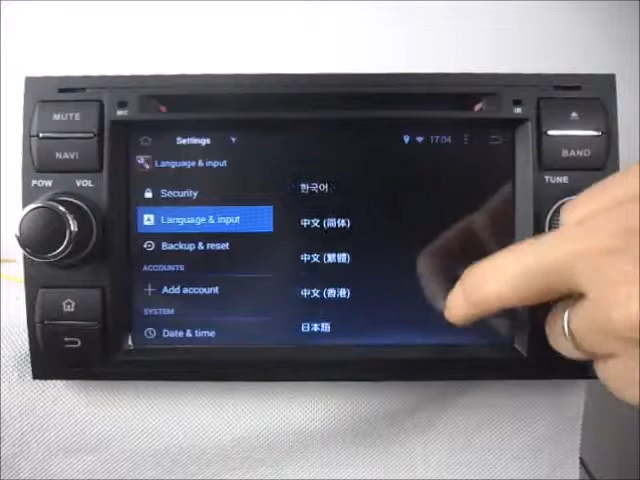 MUTE
NAVI
POW
VOL
MIC
IR
BAND
TUNE
Settings
17:04
Language & input
Security
Language & input
Backup & reset
ACCOUNTS
Add account
SYSTEM
Date & time
한국어
中文 (简体)
中文 (繁體)
中文 (香港)
日本語